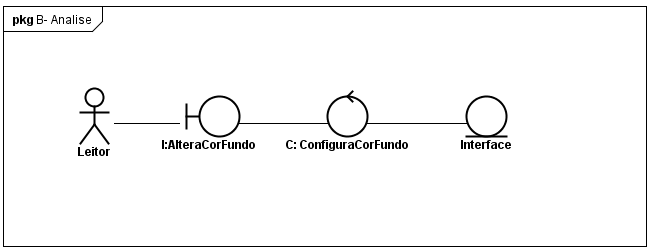 pkg B- Analise
Leitor
I:AlteraCorFundo
C: ConfiguraCorFundo
Interface